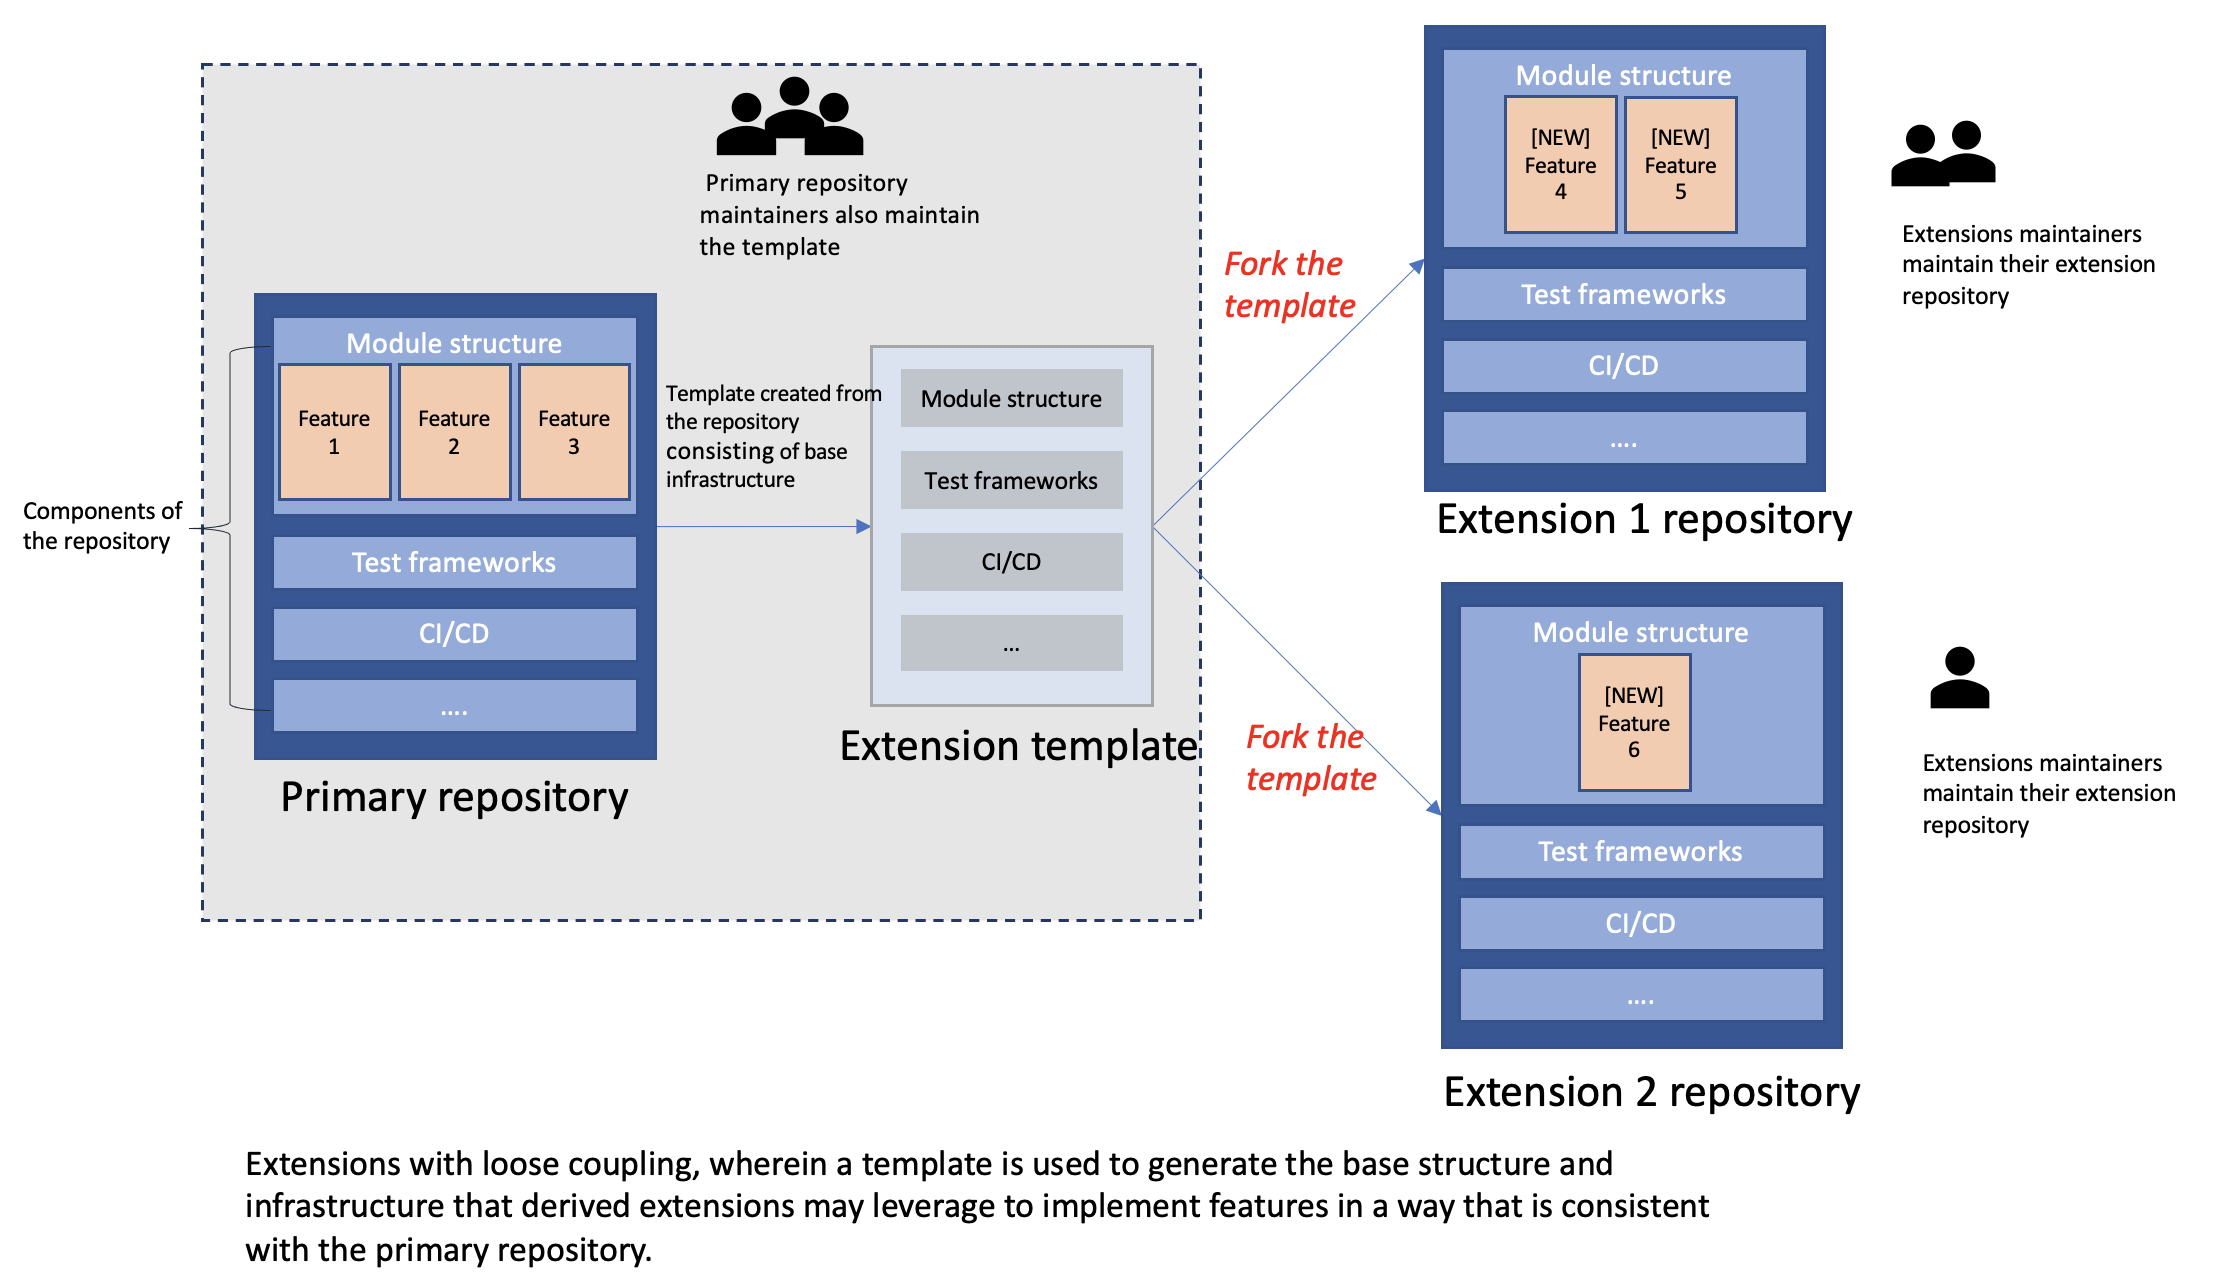 Primary repository
maintainers also maintain
the template
Components of
the repository
Module structure
Feature
1
Feature
2
Feature
3
Test frameworks
CI/CD
....
Primary repository
Template created from
the repository
consisting of base
infrastructure
Module structure
Test frameworks
CI/CD
...
Extension template
Fork the
template
Fork the
template
Module structure
[NEW]
Feature
4
[NEW]
Feature
5
Test frameworks
CI/CD
....
Extension 1 repository
Extensions maintainers
maintain their extension
repository
Module structure
[NEW]
Feature
6
Test frameworks
CI/CD
....
Extension 2 repository
Extensions maintainers
maintain their extension
repository
Extensions with loose coupling, wherein a template is used to generate the base structure and
infrastructure that derived extensions may leverage to implement features in a way that is consistent
with the primary repository.